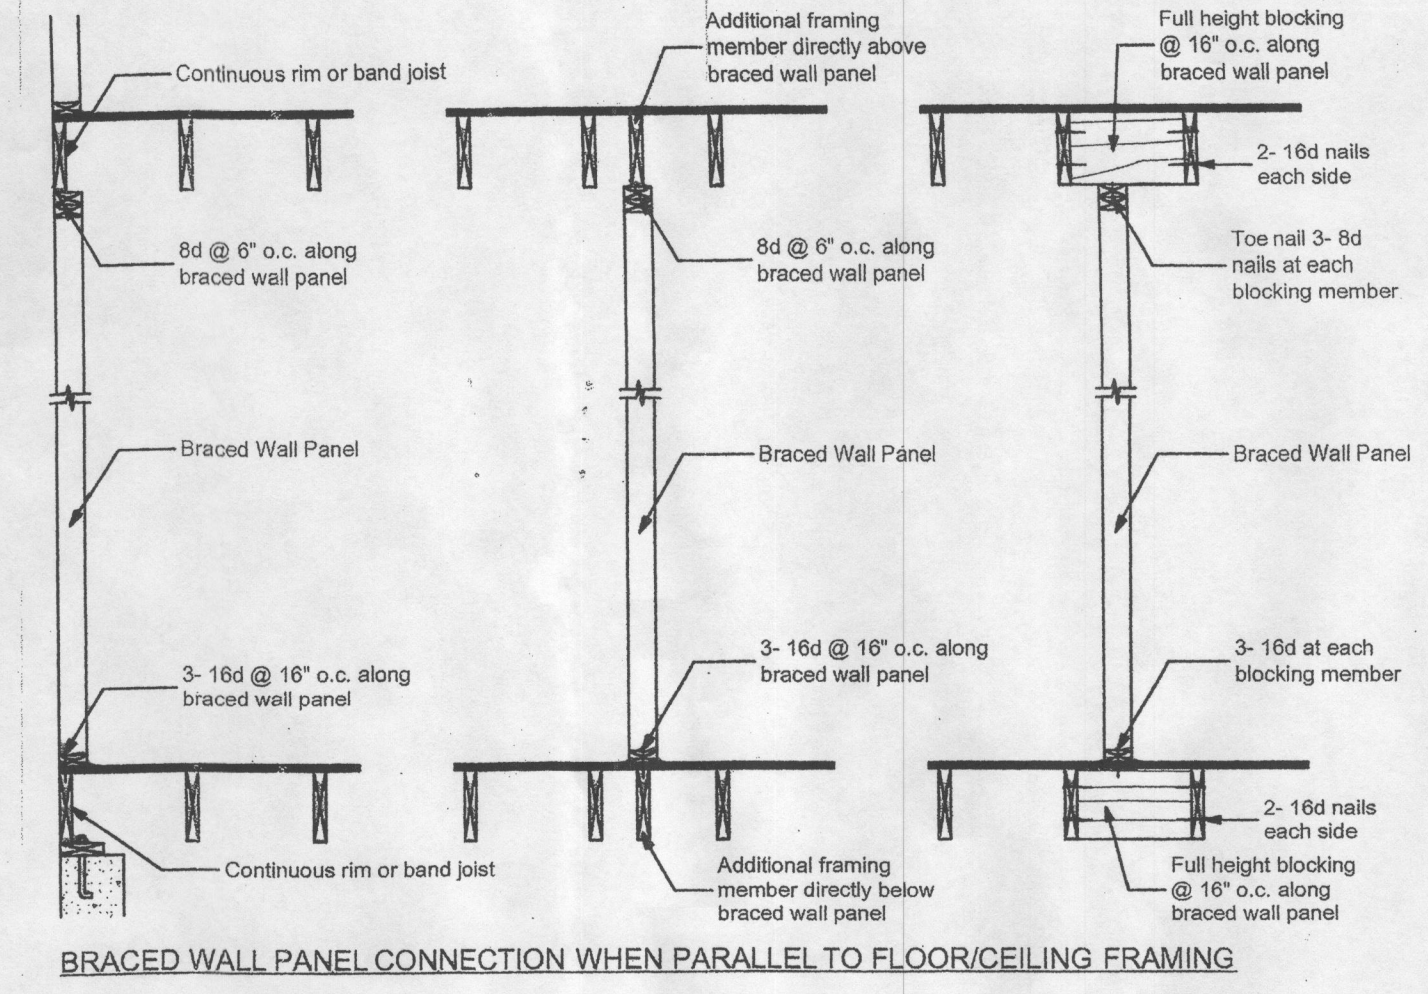 Continuous rim or band joist
8d @ 6" o.c. along
braced wall panel
Braced Wall Panel
3- 16d @ 16" o.c. along
braced wall panel
Continuous rim or band joist
Additional framing
member directly above
braced wall panel
8d @ 6" o.c. along
braced wall panel
Braced Wall Panel
3- 16d @ 16" o.c. along
braced wall panel
Additional framing
member directly below
braced wall panel
Full height blocking
@ 16" o.c. along
braced wall panel
2- 16d nails
each side
Toe nail 3- 8d
nails at each
blocking member
Braced Wall Panel
3- 16d at each
blocking member
2- 16d nails
each side
Full height blocking
@ 16" o.c. along
braced wall panel
BRACED WALL PANEL CONNECTION WHEN PARALLEL TO FLOOR/CEILING FRAMING